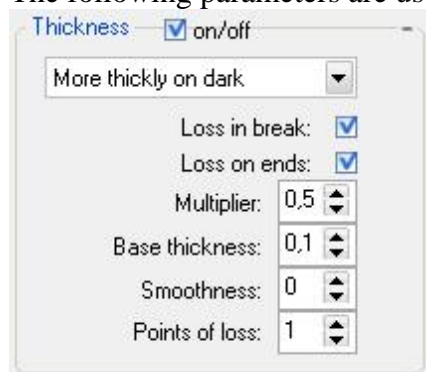 The following parameters are us
Thickness on/off
More thickly on dark
Loss in break:
Loss on ends:
Multiplier: 0,5
Base thickness: 0,1
Smoothness: 0
Points of loss: 1